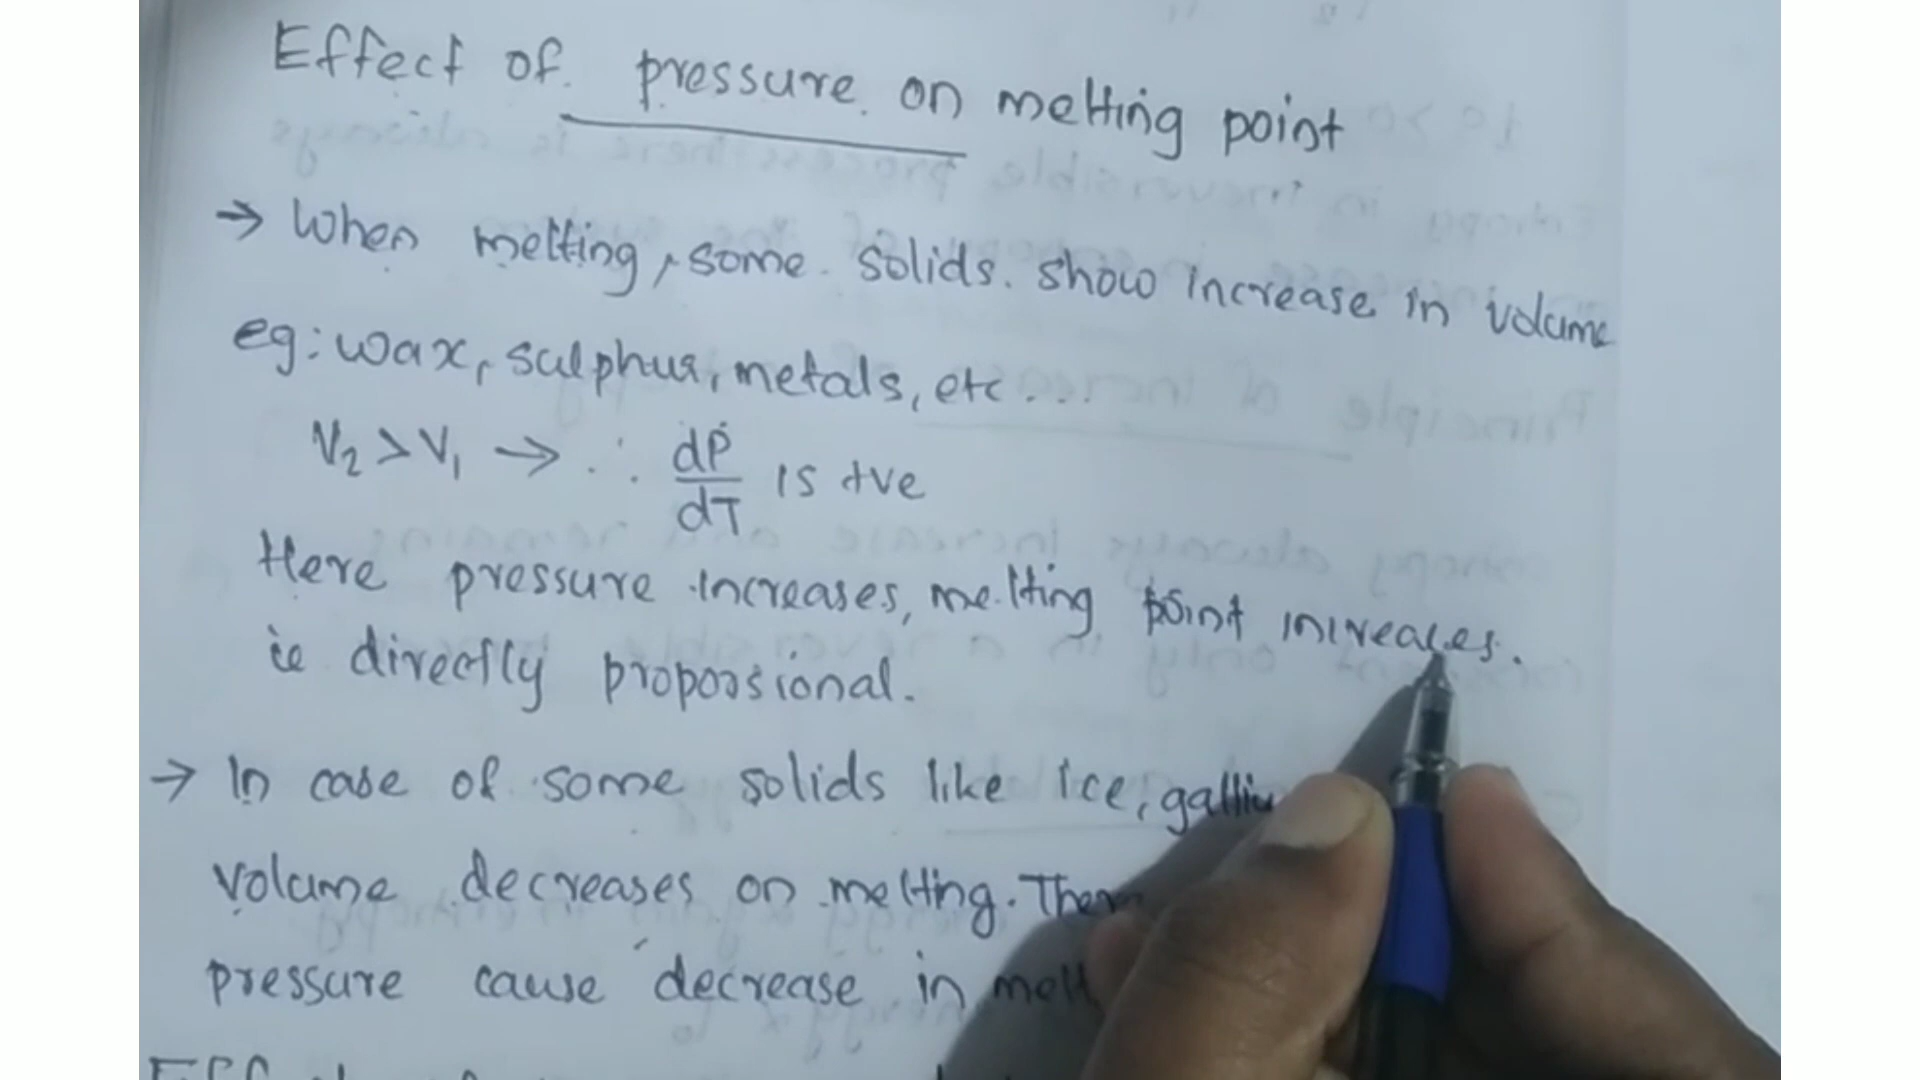 Effect of pressure on melting point
→ When melting, some solids show increase in volume
eg: wax, sulphur, metals, etc...
V₂ > V₁ → ∴ dP/dT is +ve
Here pressure increases, melting point increases.
ie directly proporsional.
→ In case of some solids like ice,
volume decreases on melting.
pressure cause decrease in